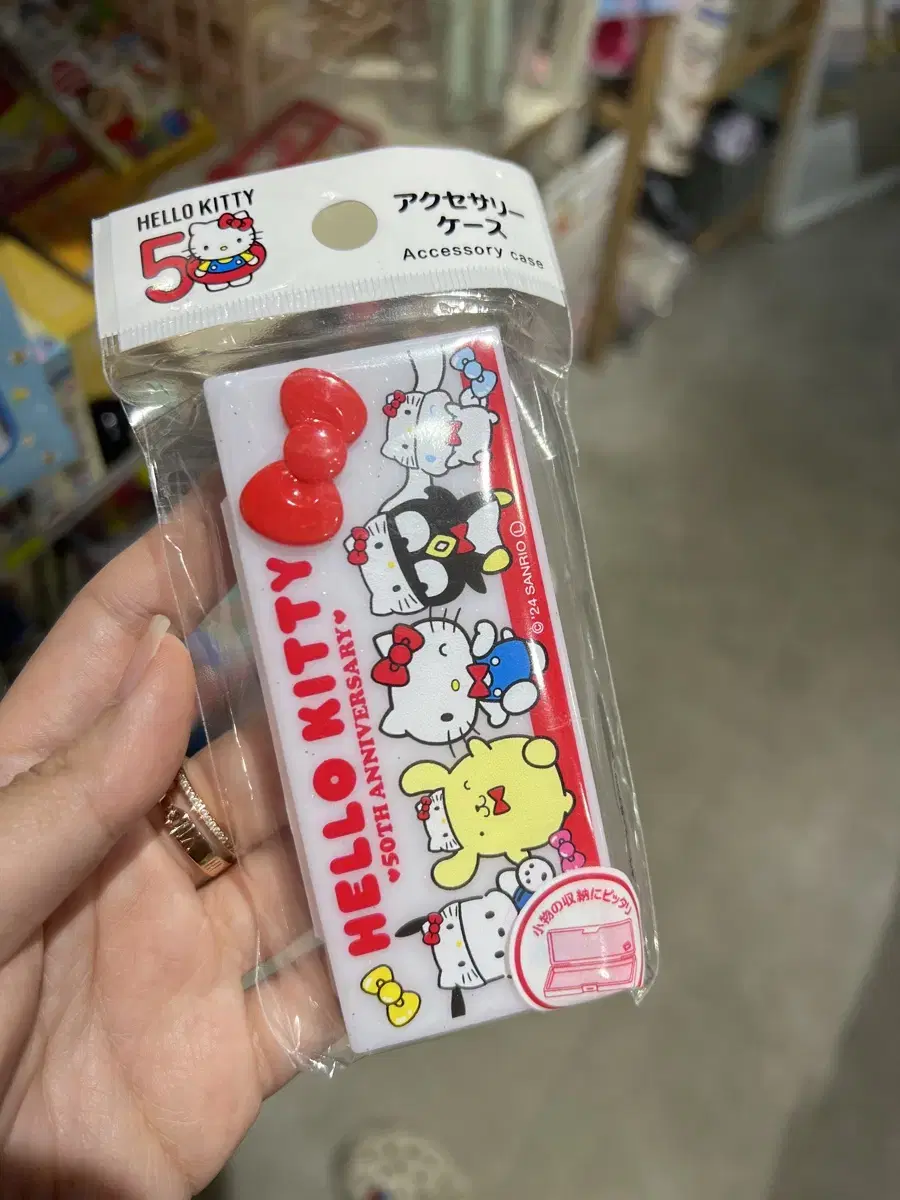 HELLO KITTY
50
アクセサリー
ケース
Accessory case
HELLO KITTY
♥50TH ANNIVERSARY♥
© '24 SANRIO Ⓛ
小物の収納にピッタリ